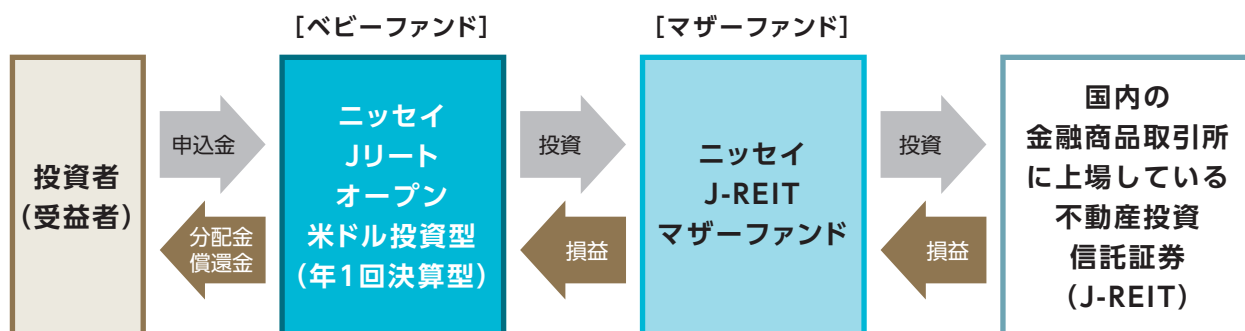 [ベビーファンド]
[マザーファンド]
投資者
(受益者)
申込金
分配金
償還金
ニッセイ
Jリート
オープン
米ドル投資型
(年1回決算型)
投資
損益
ニッセイ
J-REIT
マザーファンド
投資
損益
国内の
金融商品取引所
に上場している
不動産投資
信託証券
(J-REIT)